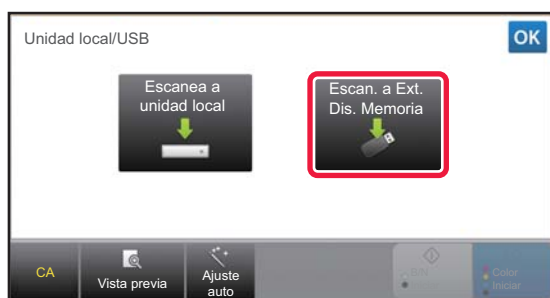 Unidad local/USB
OK
Escanea a
unidad local
Escan. a Ext.
Dis. Memoria
CA
Vista previa
Ajuste
auto
B/N
Color
Iniciar